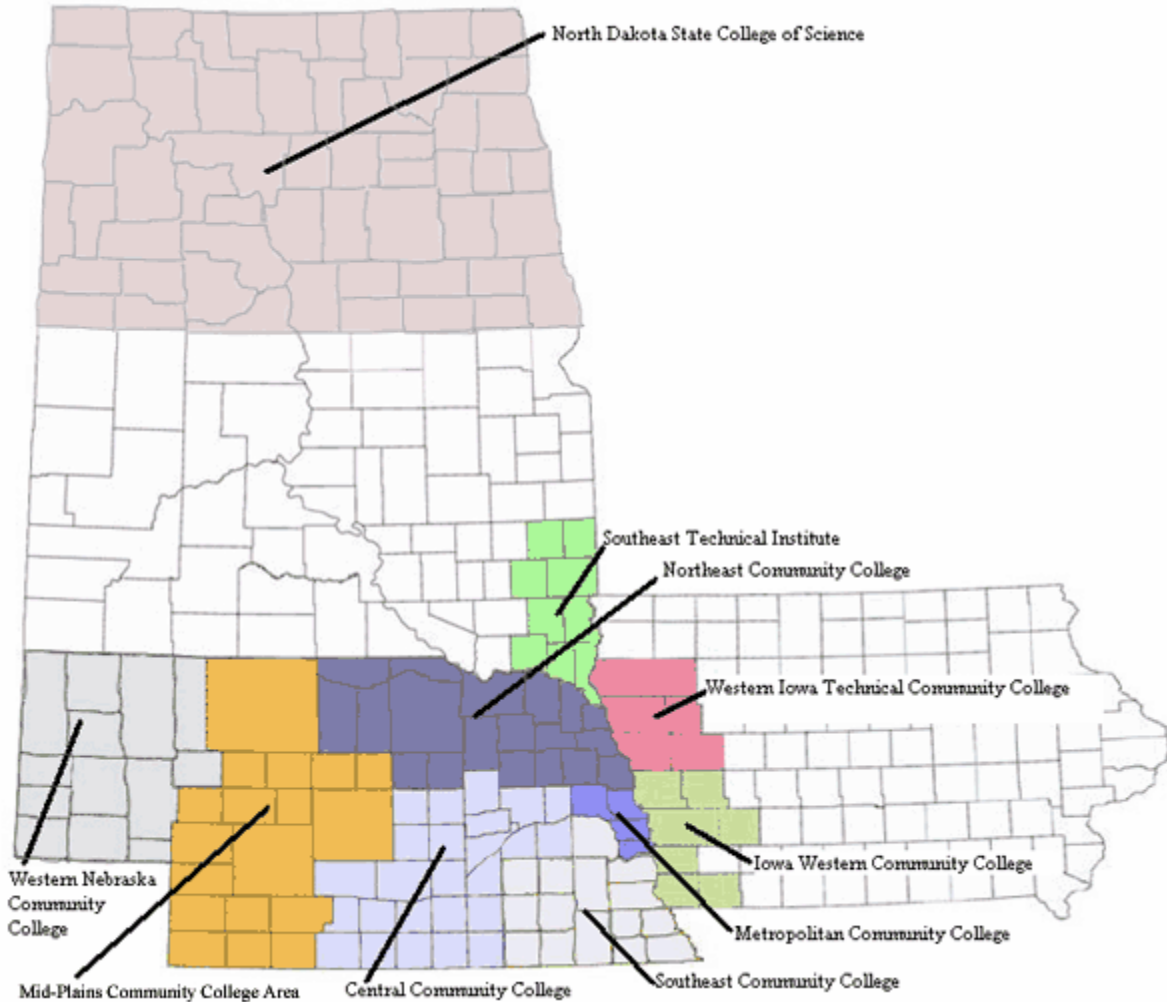 North Dakota State College of Science
Southeast Technical Institute
Northeast Community College
Western Iowa Technical Community College
Iowa Western Community College
Western Nebraska
Community
College
Metropolitan Community College
Southeast Community College
Mid-Plains Community College Area
Central Community College